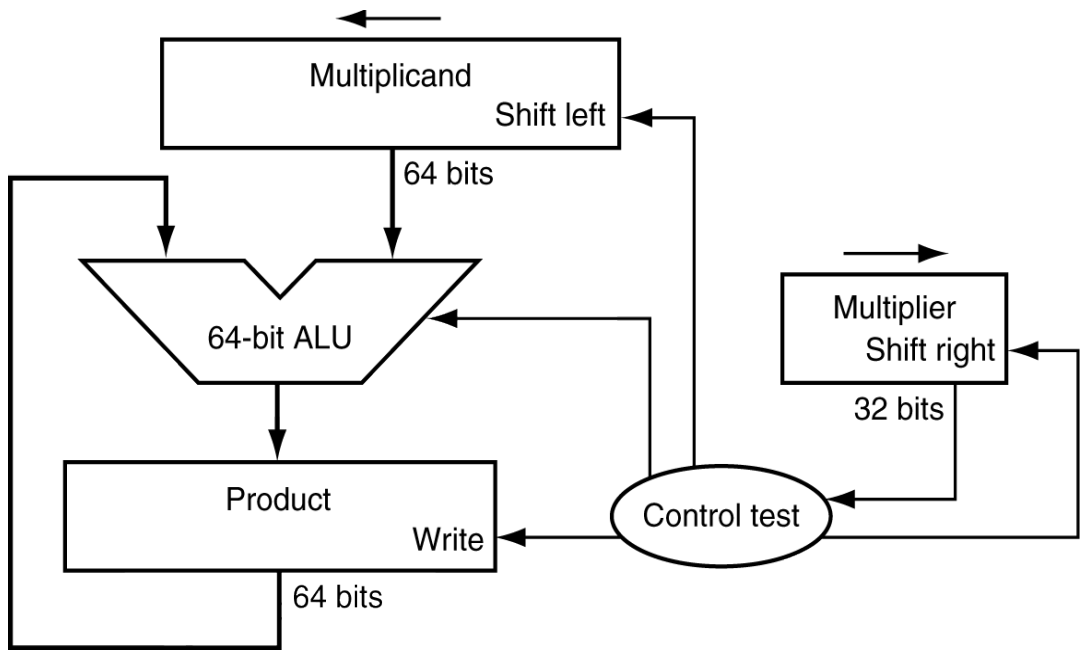 Multiplicand
Shift left
64 bits
64-bit ALU
Multiplier
Shift right
32 bits
Product
Write
Control test
64 bits